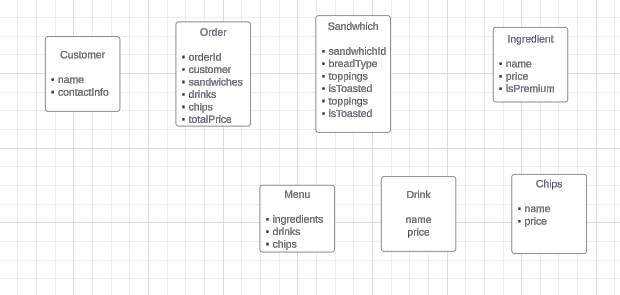 Customer
▪ name
▪ contactInfo
Order
▪ orderId
▪ customer
▪ sandwiches
▪ drinks
▪ chips
▪ totalPrice
Sandwhich
▪ sandwhichId
▪ breadType
▪ toppings
▪ isToasted
▪ toppings
▪ isToasted
Ingredient
▪ name
▪ price
▪ isPremium
Menu
▪ ingredients
▪ drinks
▪ chips
Drink
name
price
Chips
▪ name
▪ price